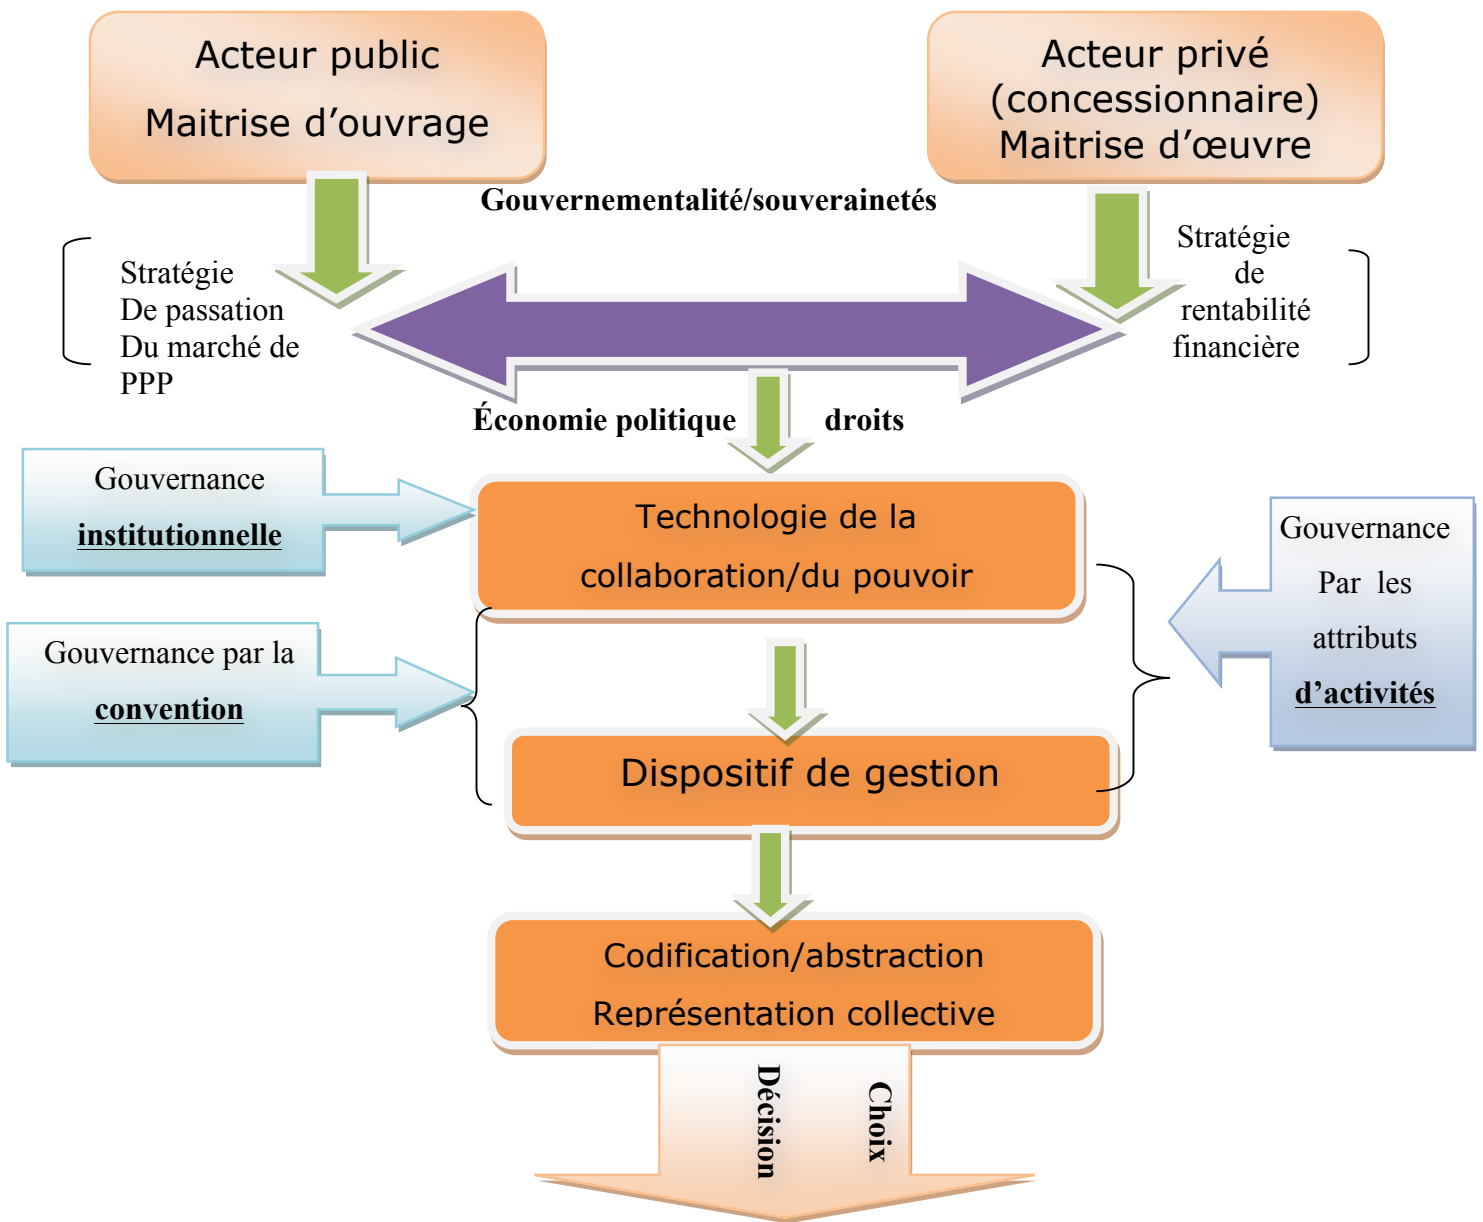 Acteur public
Maitrise d'ouvrage
Acteur privé
(concessionnaire)
Maitrise d'œuvre
Gouvernementalité/souverainetés
Stratégie
De passation
Du marché de
PPP
Stratégie
de
rentabilité
financière
Économie politique
droits
Gouvernance
institutionnelle
Technologie de la
collaboration/du pouvoir
Gouvernance
Par les
attributs
d'activités
Gouvernance par la
convention
Dispositif de gestion
Codification/abstraction
Représentation collective
Choix
Décision